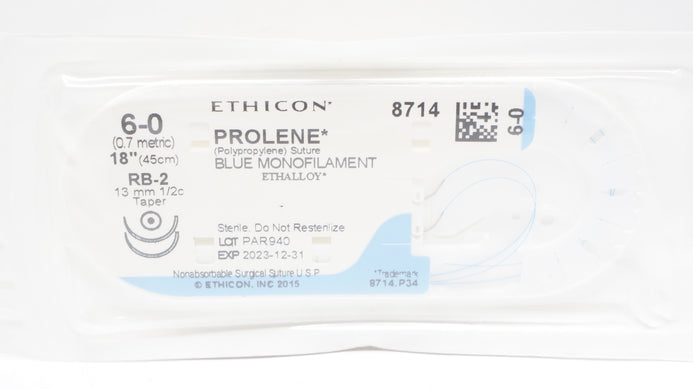 ETHICON*
8714
6-0
6-0
(0.7 metric)
18" (45cm)
RB-2
13 mm 1/2c
Taper
PROLENE*
(Polypropylene) Suture
BLUE MONOFILAMENT
ETHALLOY*
Sterile. Do Not Resterilize
LOT PAR940
EXP 2023-12-31
Nonabsorbable Surgical Suture U.S.P.
© ETHICON, INC 2015
*Trademark
8714.P34